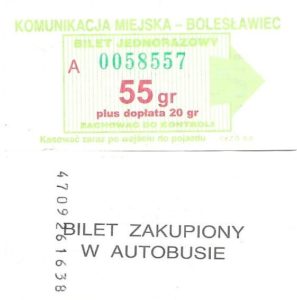 KOMUNIKACJA MIEJSKA - BOLESŁAWIEC
BILET JEDNORAZOWY
A 0058557
55 gr
plus dopłata 20 gr
ZACHOWAĆ DO KONTROLI
Kasować zaraz po wejściu do pojazdu
4709261638
BILET ZAKUPIONY
W AUTOBUSIE